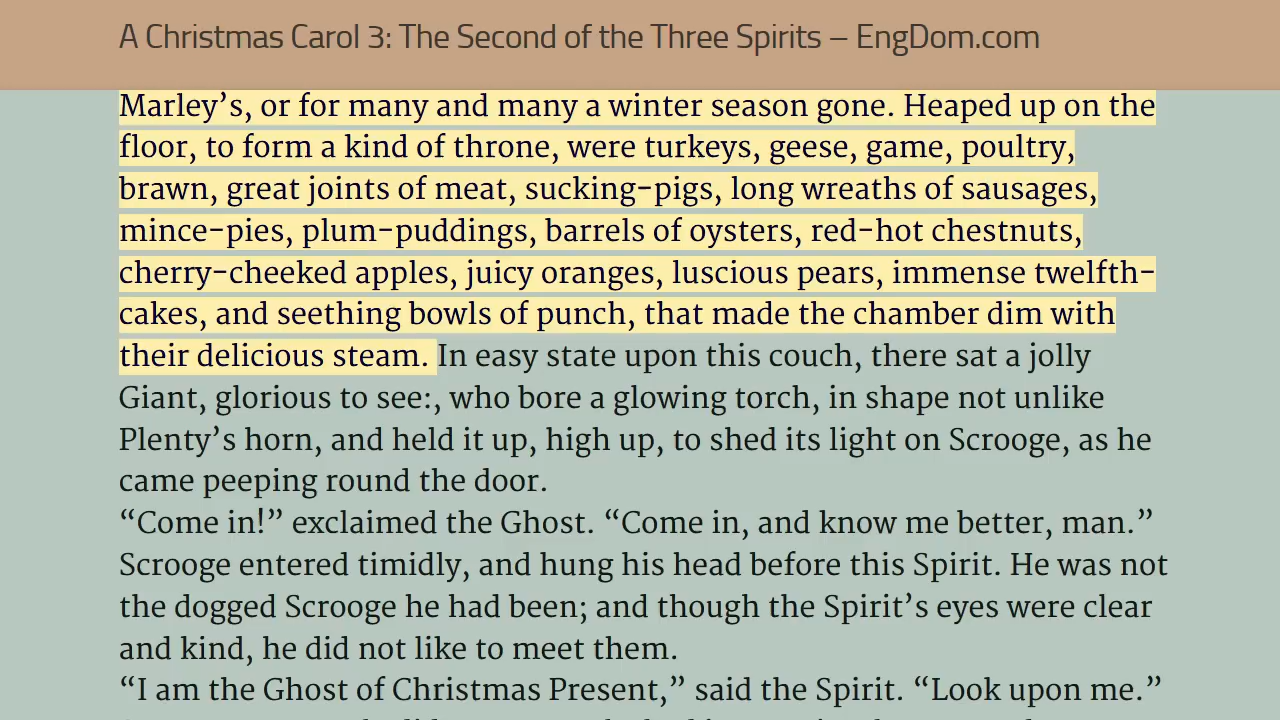 A Christmas Carol 3: The Second of the Three Spirits – EngDom.com
Marley’s, or for many and many a winter season gone. Heaped up on the
floor, to form a kind of throne, were turkeys, geese, game, poultry,
brawn, great joints of meat, sucking-pigs, long wreaths of sausages,
mince-pies, plum-puddings, barrels of oysters, red-hot chestnuts,
cherry-cheeked apples, juicy oranges, luscious pears, immense twelfth-
cakes, and seething bowls of punch, that made the chamber dim with
their delicious steam. In easy state upon this couch, there sat a jolly
Giant, glorious to see:, who bore a glowing torch, in shape not unlike
Plenty’s horn, and held it up, high up, to shed its light on Scrooge, as he
came peeping round the door.
“Come in!” exclaimed the Ghost. “Come in, and know me better, man.”
Scrooge entered timidly, and hung his head before this Spirit. He was not
the dogged Scrooge he had been; and though the Spirit’s eyes were clear
and kind, he did not like to meet them.
“I am the Ghost of Christmas Present,” said the Spirit. “Look upon me.”